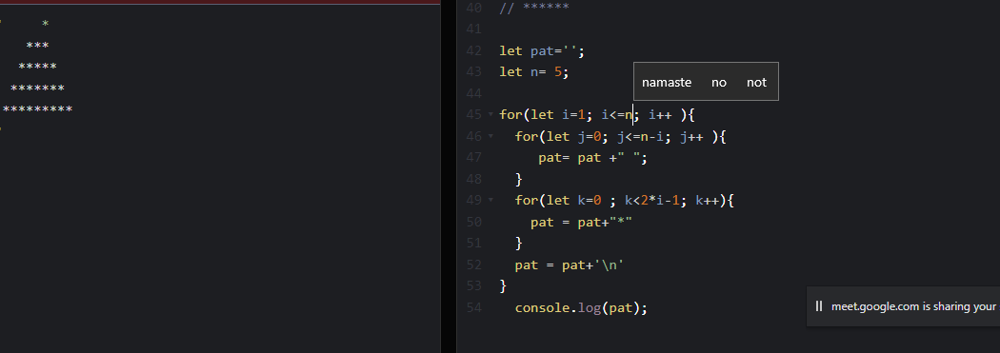 *
***
*****
*******
*********
40 // ******
41
42 let pat='';
43 let n= 5;
namaste no not
44
45 for(let i=1; i<=n; i++ ){
46 for(let j=0; j<=n-i; j++ ){
47 pat= pat +" ";
48 }
49 for(let k=0 ; k<2*i-1; k++){
50 pat = pat+"*"
51 }
52 pat = pat+'\n'
53 }
54 console.log(pat);
meet.google.com is sharing your